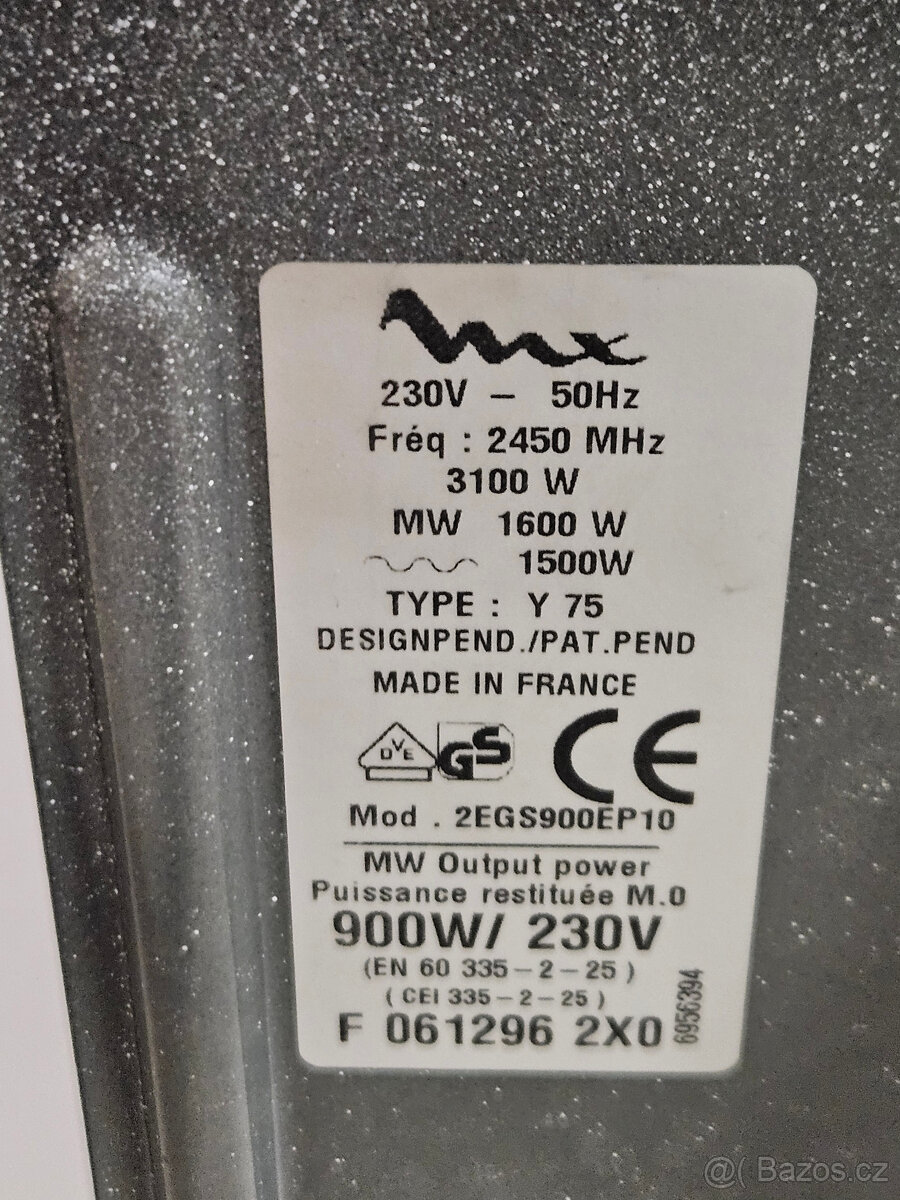 mx
230V – 50Hz
Fréq : 2450 MHz
3100 W
MW 1600 W
1500W
TYPE : Y 75
DESIGNPEND./PAT.PEND
MADE IN FRANCE
DVE GS CE
Mod . 2EGS900EP10
MW Output power
Puissance restituée M.O
900W/ 230V
(EN 60 335-2-25)
(CEI 335-2-25)
F 061296 2X0
6956394
@( Bazos.cz